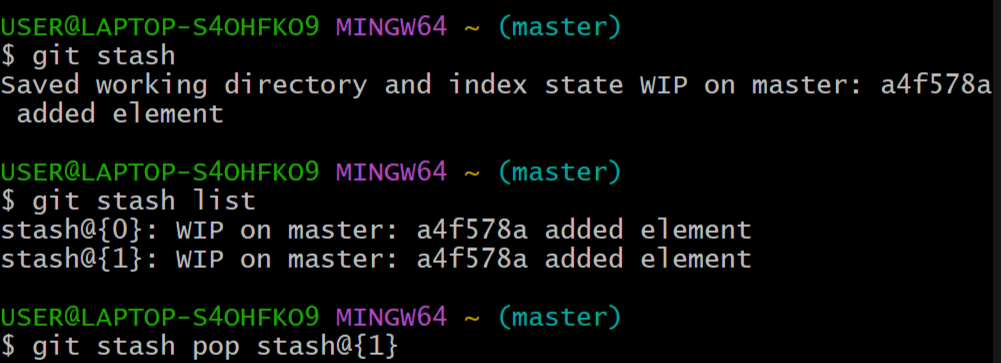 USER@LAPTOP-S4OHFKO9 MINGW64 ~ (master)
$ git stash
Saved working directory and index state WIP on master: a4f578a
 added element
USER@LAPTOP-S4OHFKO9 MINGW64 ~ (master)
$ git stash list
stash@{0}: WIP on master: a4f578a added element
stash@{1}: WIP on master: a4f578a added element
USER@LAPTOP-S4OHFKO9 MINGW64 ~ (master)
$ git stash pop stash@{1}